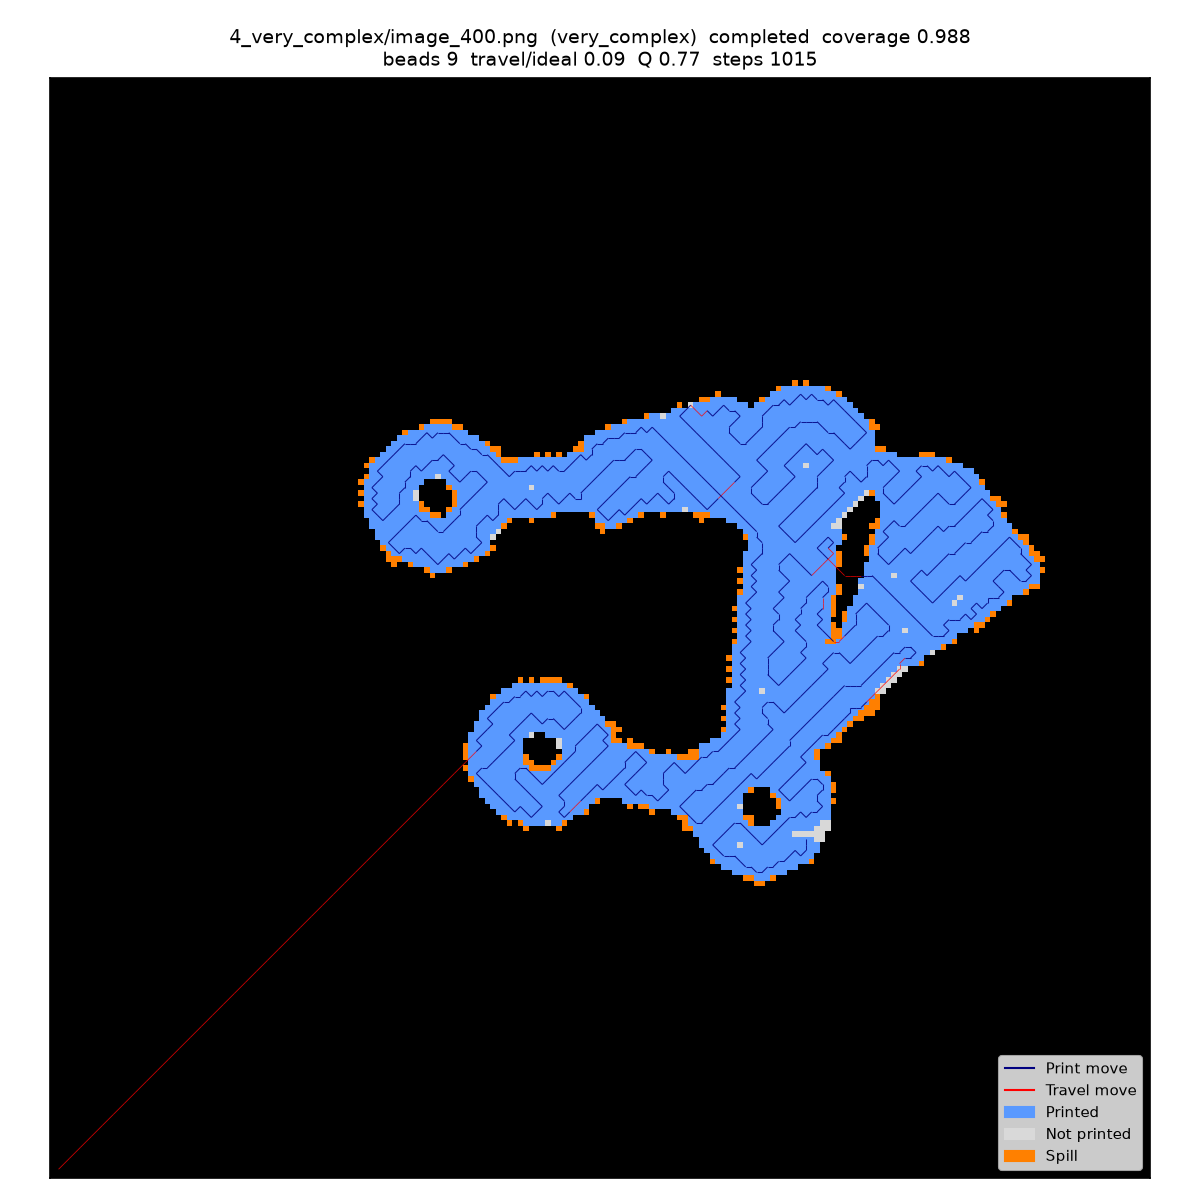 4_very_complex/image_400.png  (very_complex)  completed  coverage 0.988
beads 9  travel/ideal 0.09  Q 0.77  steps 1015
Print move
Travel move
Printed
Not printed
Spill